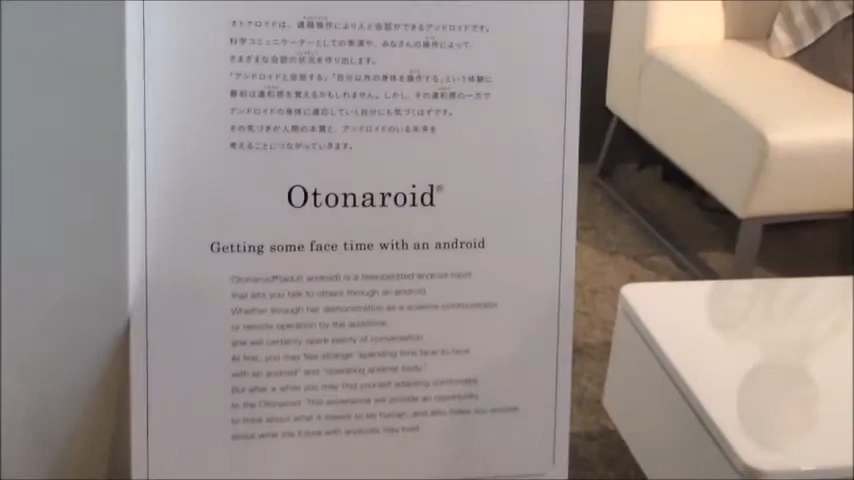 オトナロイドは、遠隔操作により人と会話ができるアンドロイドです。
科学コミュニケーターとしての実演や、みなさんの操作によって、
さまざまな会話の状況を作り出します。
「アンドロイドと会話する」「自分以外の身体を操作する」という体験に
最初は違和感を覚えるかもしれません。しかし、その違和感の一方で
アンドロイドの身体に適応していく自分にも気づくはずです。
その気づきが人間の本質と、アンドロイドのいる未来を
考えることにつながっていきます。
Otonaroid®
Getting some face time with an android
Otonaroid®(adult android) is a teleoperated android robot
that lets you talk to others through an android.
Whether through her demonstration as a science communicator
or remote operation by the audience,
she will certainly spark plenty of conversation.
At first, you may feel strange "spending time face to face
with an android" and "operating another body."
But after a while you may find yourself adapting comfortably
to the Otonaroid. This experience will provide an opportunity
to think about what it means to be human, and also make you wonder
about what the future with androids may hold.